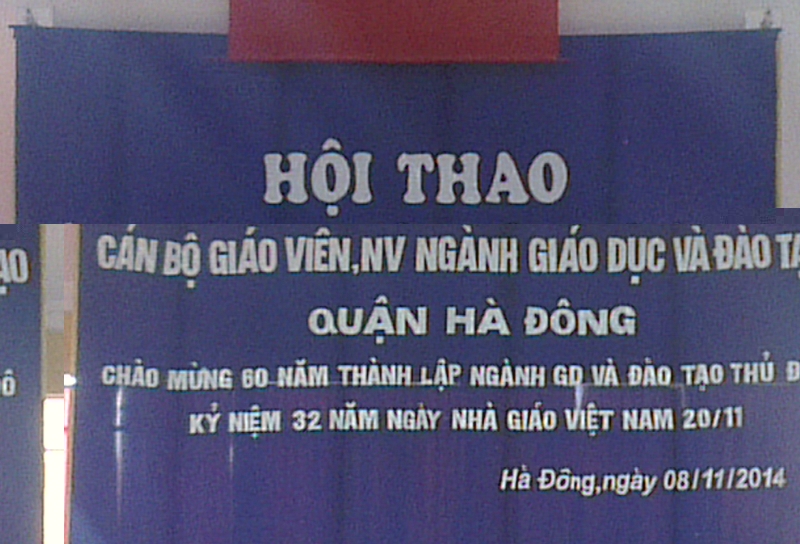 HỘI THAO
CÁN BỘ GIÁO VIÊN,NV NGÀNH GIÁO DỤC VÀ ĐÀO TẠO
QUẬN HÀ ĐÔNG
CHÀO MỪNG 60 NĂM THÀNH LẬP NGÀNH GD VÀ ĐÀO TẠO THỦ ĐÔ
KỶ NIỆM 32 NĂM NGÀY NHÀ GIÁO VIỆT NAM 20/11
Hà Đông,ngày 08/11/2014